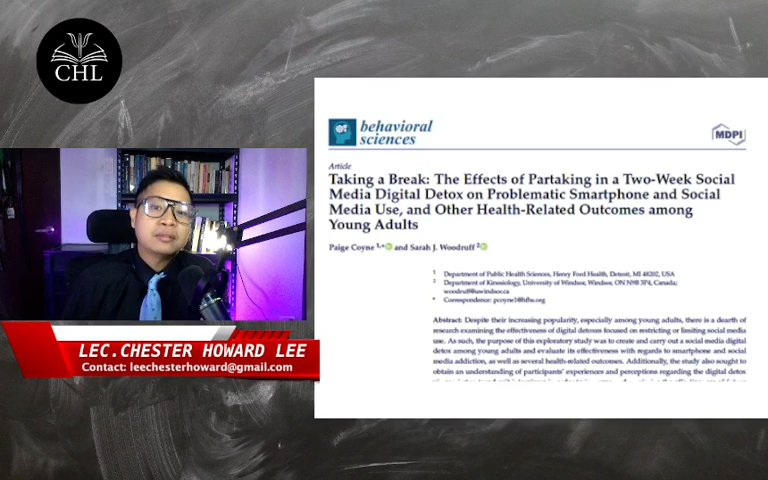 CHL
behavioral
sciences
MDPI
Article
Taking a Break: The Effects of Partaking in a Two-Week Social
Media Digital Detox on Problematic Smartphone and Social
Media Use, and Other Health-Related Outcomes among
Young Adults
Paige Coyne 1,* and Sarah J. Woodruff 2
1 Department of Public Health Sciences, Henry Ford Health, Detroit, MI 48202, USA
2 Department of Kinesiology, University of Windsor, Windsor, ON N9B 3P4, Canada;
woodruff@uwindsor.ca
* Correspondence: pcoyne1@hfhs.org
Abstract: Despite their increasing popularity, especially among young adults, there is a dearth of
research examining the effectiveness of digital detoxes focused on restricting or limiting social media
use. As such, the purpose of this exploratory study was to create and carry out a social media digital
detox among young adults and evaluate its effectiveness with regards to smartphone and social
media addiction, as well as several health-related outcomes. Additionally, the study also sought to
obtain an understanding of participants' experiences and perceptions regarding the digital detox
LEC.CHESTER HOWARD LEE
Contact: leechesterhoward@gmail.com